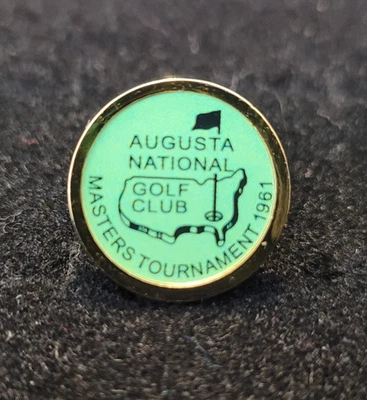 AUGUSTA
NATIONAL
GOLF
CLUB
MASTERS TOURNAMENT 1961